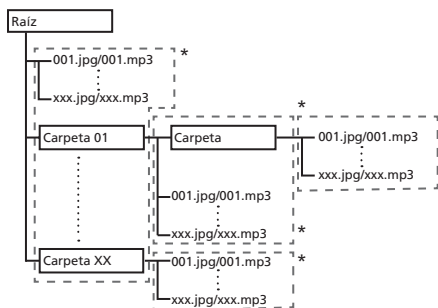 Raíz
001.jpg/001.mp3
*
xxx.jpg/xxx.mp3
*
Carpeta 01
Carpeta
001.jpg/001.mp3
xxx.jpg/xxx.mp3
001.jpg/001.mp3
xxx.jpg/xxx.mp3
*
Carpeta XX
001.jpg/001.mp3
*
xxx.jpg/xxx.mp3